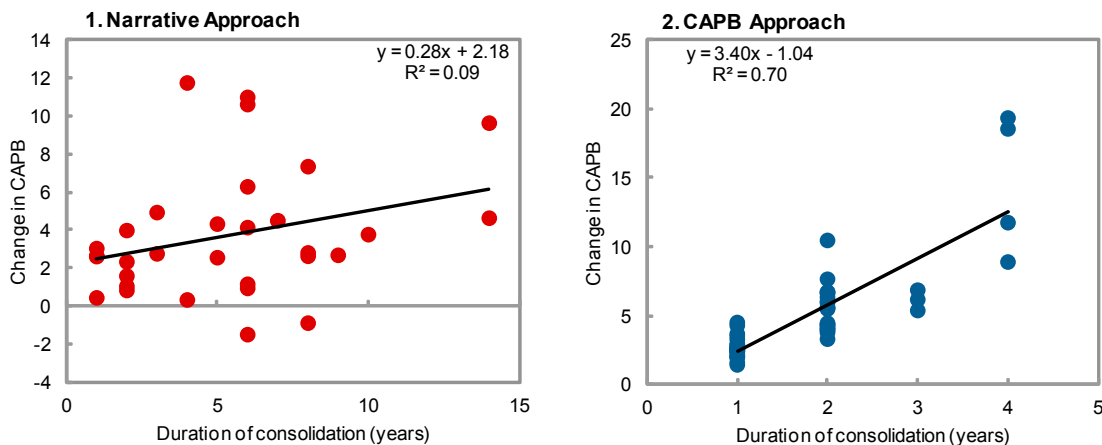 1. Narrative Approach
y = 0.28x + 2.18
R² = 0.09
14
12
10
8
6
4
2
0
-2
-4
Change in CAPB
0
5
10
15
Duration of consolidation (years)
2. CAPB Approach
y = 3.40x - 1.04
R² = 0.70
25
20
15
10
5
0
Change in CAPB
0
1
2
3
4
5
Duration of consolidation (years)